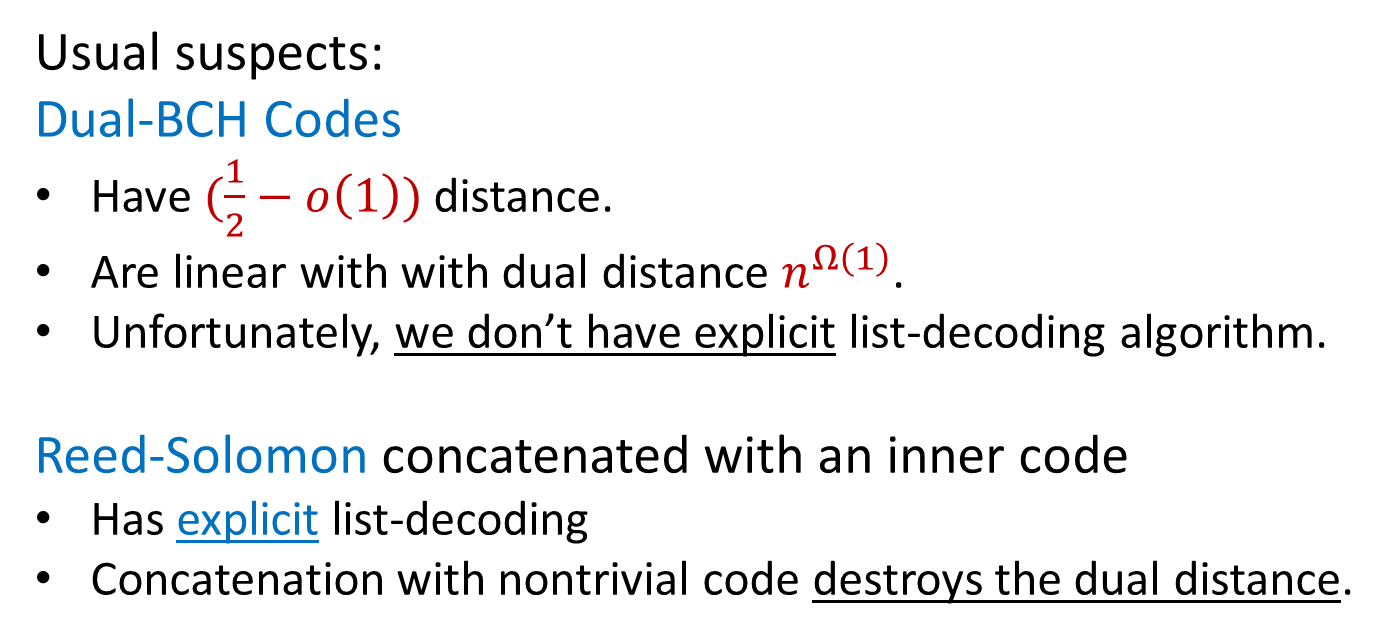 Usual suspects:
Dual-BCH Codes
• Have (1/2 − o(1)) distance.
• Are linear with with dual distance n^Ω(1).
• Unfortunately, we don’t have explicit list-decoding algorithm.
Reed-Solomon concatenated with an inner code
• Has explicit list-decoding
• Concatenation with nontrivial code destroys the dual distance.